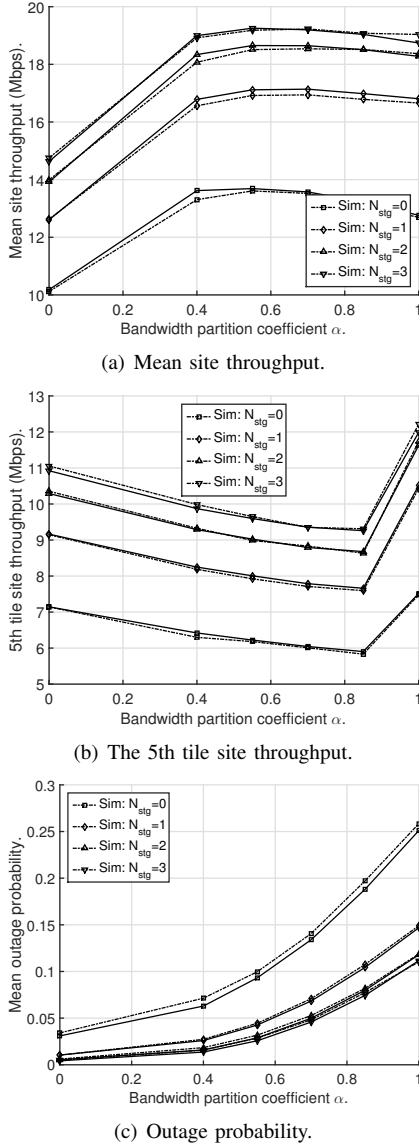 20
18
16
14
12
10
Mean site throughput (Mbps).
Sim: N_stg=0
Sim: N_stg=1
Sim: N_stg=2
Sim: N_stg=3
0 0.2 0.4 0.6 0.8 1
Bandwidth partition coefficient α.
(a) Mean site throughput.
13
12
11
10
9
8
7
6
5
5th tile site throughput (Mbps).
Sim: N_stg=0
Sim: N_stg=1
Sim: N_stg=2
Sim: N_stg=3
0 0.2 0.4 0.6 0.8 1
Bandwidth partition coefficient α.
(b) The 5th tile site throughput.
0.3
0.25
0.2
0.15
0.1
0.05
0
Mean outage probability.
Sim: N_stg=0
Sim: N_stg=1
Sim: N_stg=2
Sim: N_stg=3
0 0.2 0.4 0.6 0.8 1
Bandwidth partition coefficient α.
(c) Outage probability.